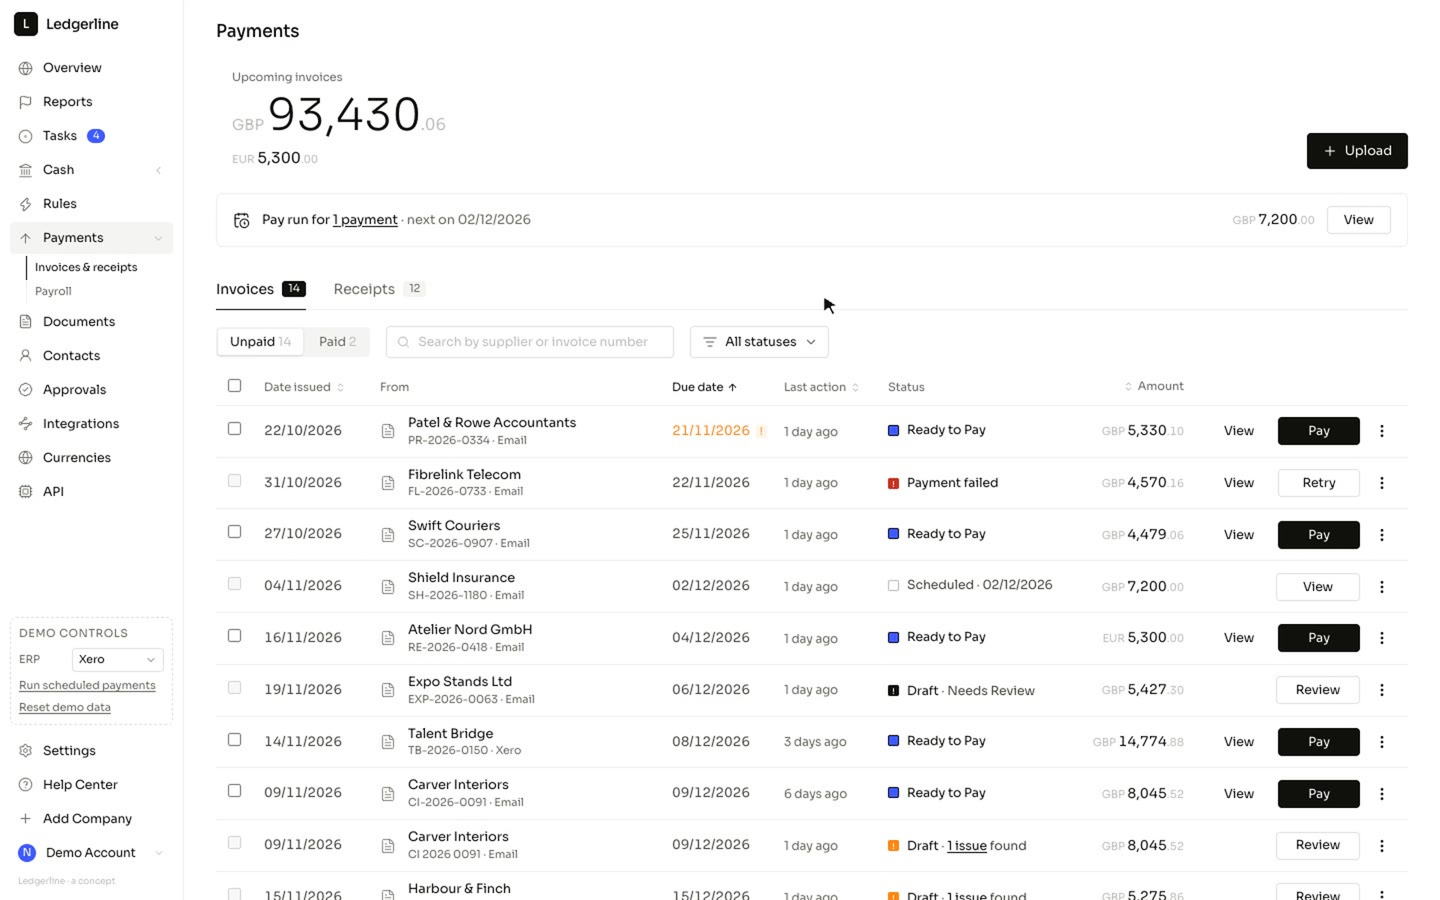 L Ledgerline
Overview
Reports
Tasks 4
Cash
Rules
Payments
Invoices & receipts
Payroll
Documents
Contacts
Approvals
Integrations
Currencies
API
DEMO CONTROLS
ERP Xero
Run scheduled payments
Reset demo data
Settings
Help Center
Add Company
N Demo Account
Ledgerline · a concept
Payments
Upcoming invoices
GBP 93,430.06
EUR 5,300.00
+ Upload
Pay run for 1 payment · next on 02/12/2026 GBP 7,200.00 View
Invoices 14 Receipts 12
Unpaid 14 Paid 2 Search by supplier or invoice number All statuses
Date issued From Due date Last action Status Amount
22/10/2026 Patel & Rowe Accountants 21/11/2026 ! 1 day ago Ready to Pay GBP 5,330.10 View Pay
PR-2026-0334 · Email
31/10/2026 Fibrelink Telecom 22/11/2026 1 day ago Payment failed GBP 4,570.16 View Retry
FL-2026-0733 · Email
27/10/2026 Swift Couriers 25/11/2026 1 day ago Ready to Pay GBP 4,479.06 View Pay
SC-2026-0907 · Email
04/11/2026 Shield Insurance 02/12/2026 1 day ago Scheduled · 02/12/2026 GBP 7,200.00 View
SH-2026-1180 · Email
16/11/2026 Atelier Nord GmbH 04/12/2026 1 day ago Ready to Pay EUR 5,300.00 View Pay
RE-2026-0418 · Email
19/11/2026 Expo Stands Ltd 06/12/2026 1 day ago Draft · Needs Review GBP 5,427.30 Review
EXP-2026-0063 · Email
14/11/2026 Talent Bridge 08/12/2026 3 days ago Ready to Pay GBP 14,774.88 View Pay
TB-2026-0150 · Xero
09/11/2026 Carver Interiors 09/12/2026 6 days ago Ready to Pay GBP 8,045.52 View Pay
CI-2026-0091 · Email
09/11/2026 Carver Interiors 09/12/2026 1 day ago Draft · 1 issue found GBP 8,045.52 Review
CI 2026 0091 · Email
15/11/2026 Harbour & Finch 15/12/2026 1 day ago Draft · 1 issue found GBP 5,275.86 Review